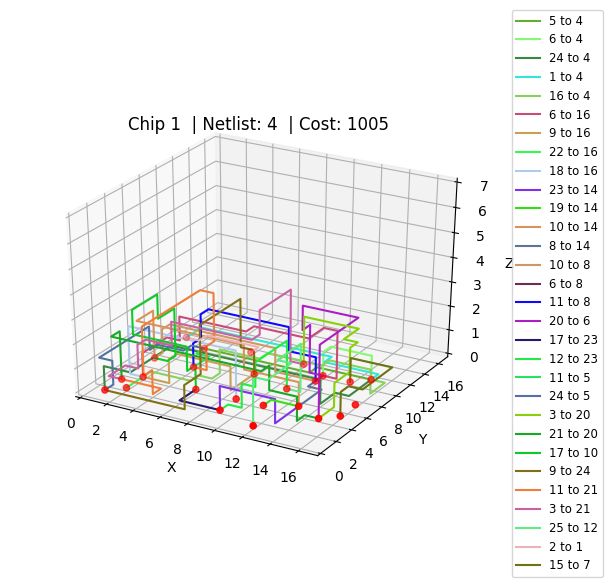 Chip 1 | Netlist: 4 | Cost: 1005
0 2 4 6 8 10 12 14 16
X
0 2 4 6 8 10 12 14 16
Y
0 1 2 3 4 5 6 7
Z
5 to 4
6 to 4
24 to 4
1 to 4
16 to 4
6 to 16
9 to 16
22 to 16
18 to 16
23 to 14
19 to 14
10 to 14
8 to 14
10 to 8
6 to 8
11 to 8
20 to 6
17 to 23
12 to 23
11 to 5
24 to 5
3 to 20
21 to 20
17 to 10
9 to 24
11 to 21
3 to 21
25 to 12
2 to 1
15 to 7